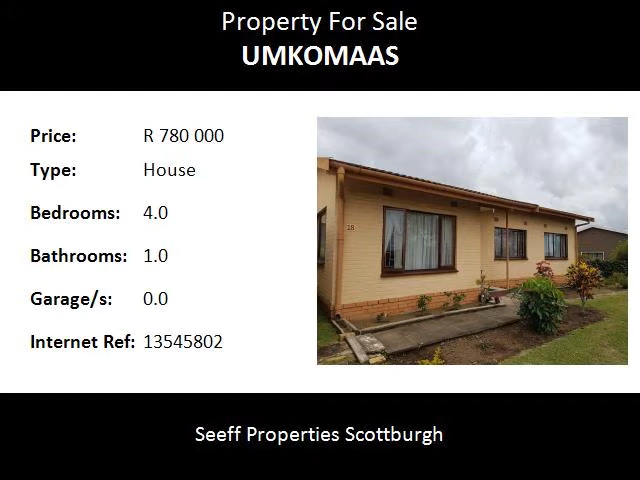 Property For Sale
UMKOMAAS
Price: R 780 000
Type: House
Bedrooms: 4.0
Bathrooms: 1.0
Garage/s: 0.0
Internet Ref: 13545802
18
Seeff Properties Scottburgh